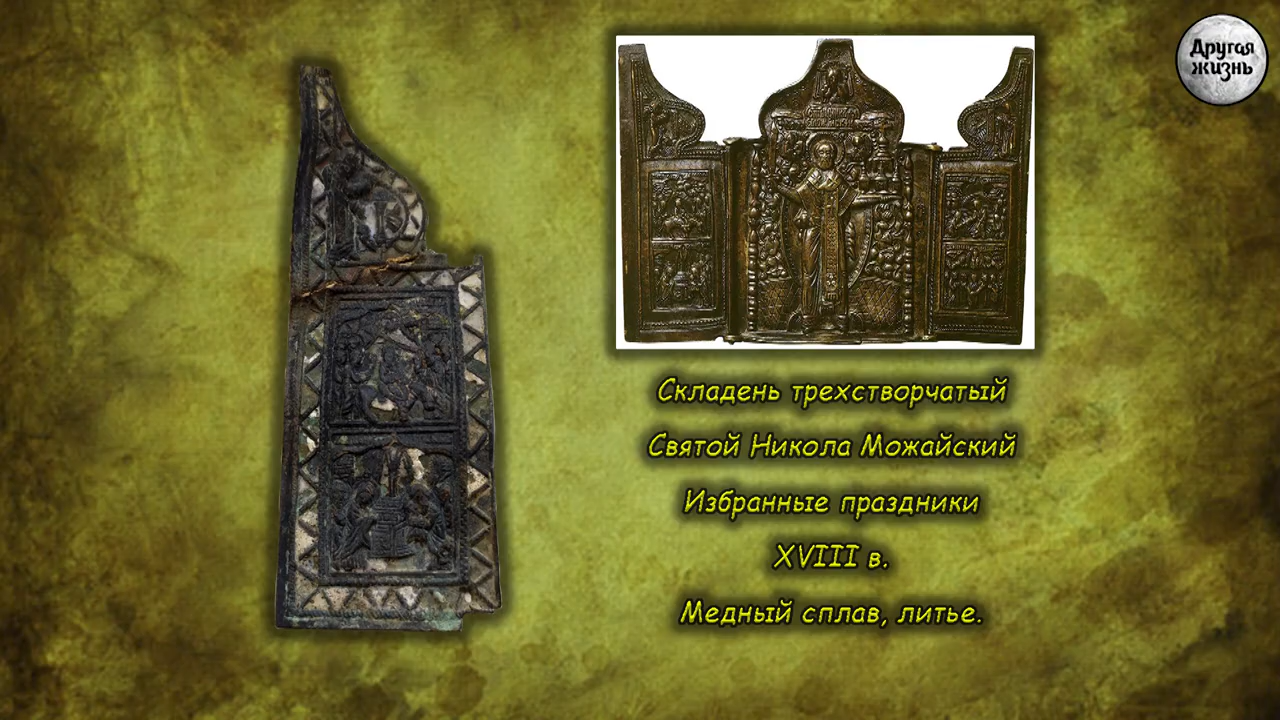 Другая
жизнь
Складень трехстворчатый
Святой Никола Можайский
Избранные праздники
XVIII в.
Медный сплав, литье.